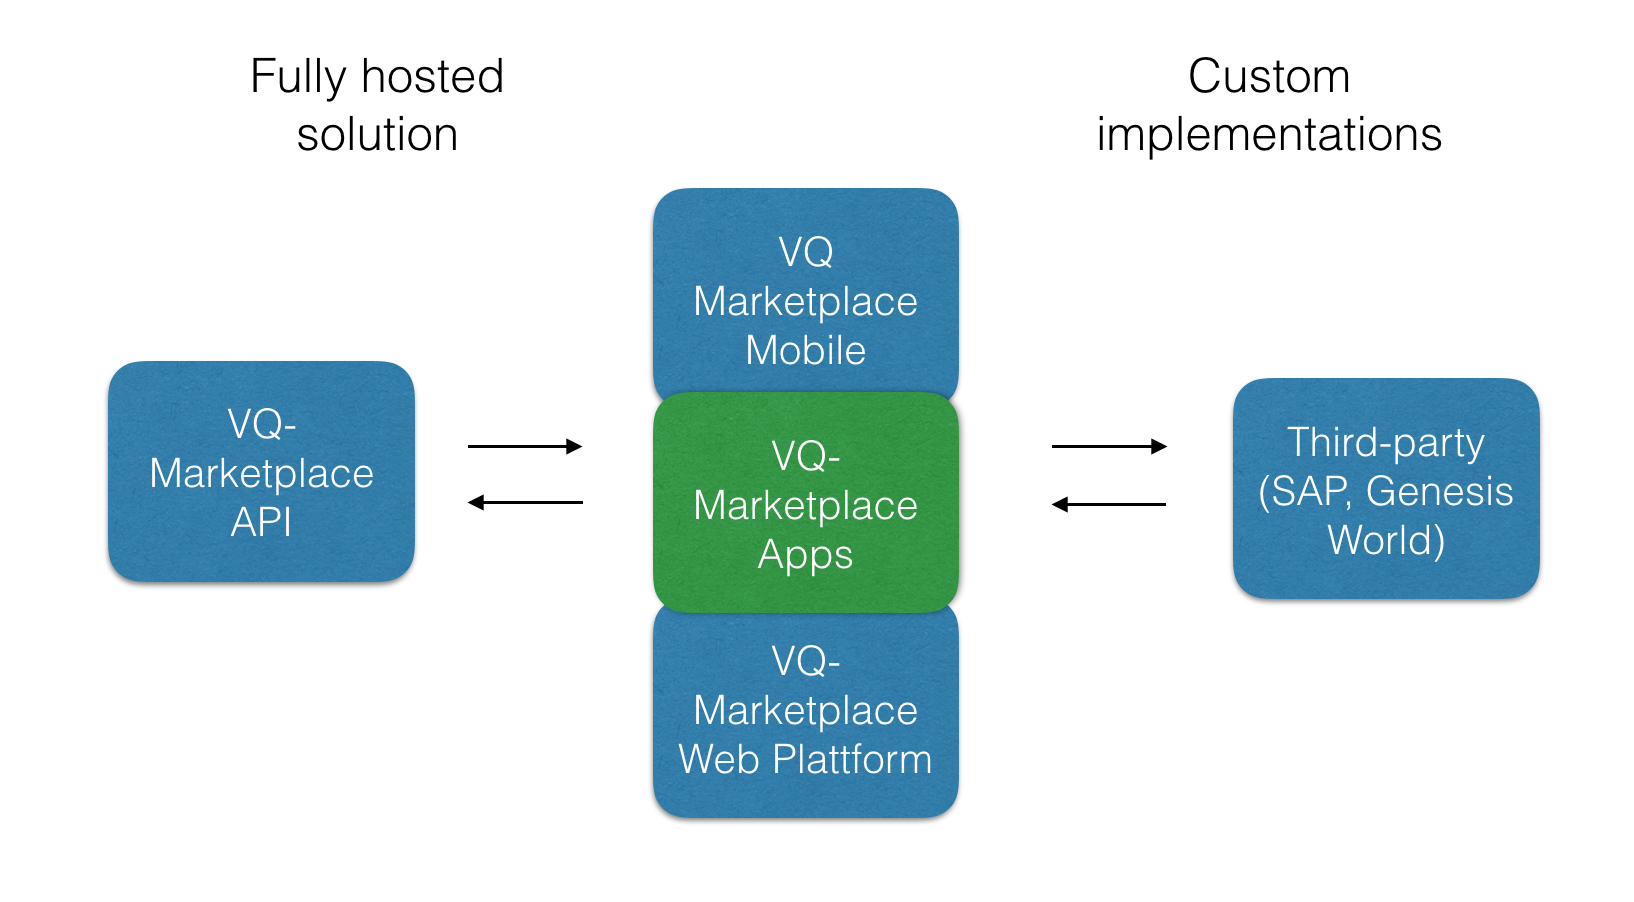 Fully hosted
solution
Custom
implementations
VQ
Marketplace
Mobile
VQ-
Marketplace
API
VQ-
Marketplace
Apps
Third-party
(SAP, Genesis
World)
VQ-
Marketplace
Web Plattform